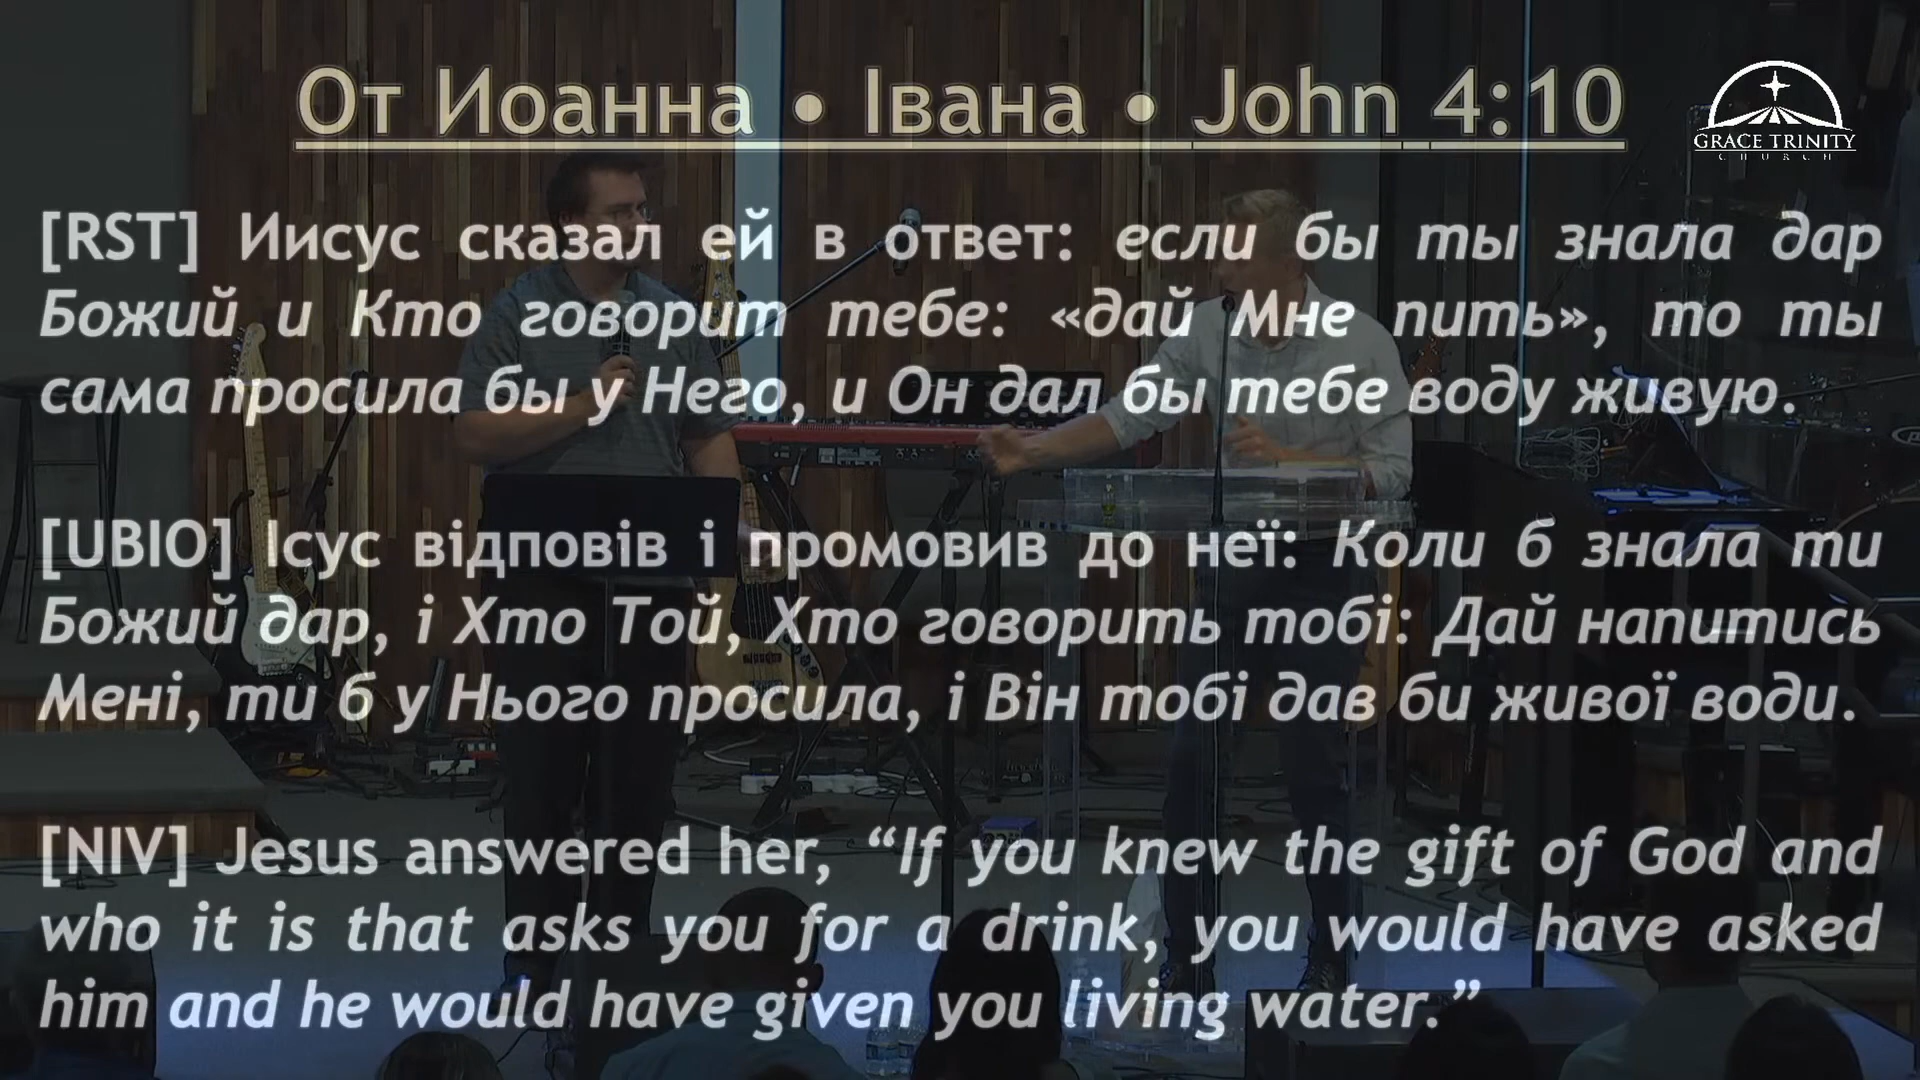 От Иоанна • Івана • John 4:10
GRACE TRINITY
CHURCH
[RST] Иисус сказал ей в ответ: если бы ты знала дар
Божий и Кто говорит тебе: «дай Мне пить», то ты
сама просила бы у Него, и Он дал бы тебе воду живую.
[UBIO] Ісус відповів і промовив до неї: Коли б знала ти
Божий дар, і Хто Той, Хто говорить тобі: Дай напитись
Мені, ти б у Нього просила, і Він тобі дав би живої води.
[NIV] Jesus answered her, “If you knew the gift of God and
who it is that asks you for a drink, you would have asked
him and he would have given you living water.”